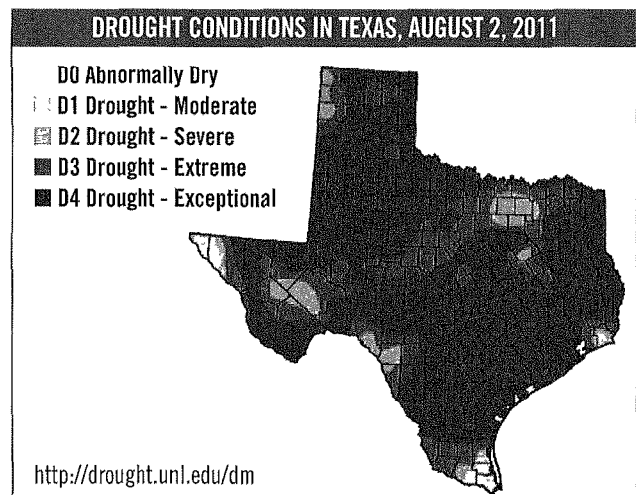 DROUGHT CONDITIONS IN TEXAS, AUGUST 2, 2011
D0 Abnormally Dry
D1 Drought - Moderate
D2 Drought - Severe
D3 Drought - Extreme
D4 Drought - Exceptional
http://drought.unl.edu/dm